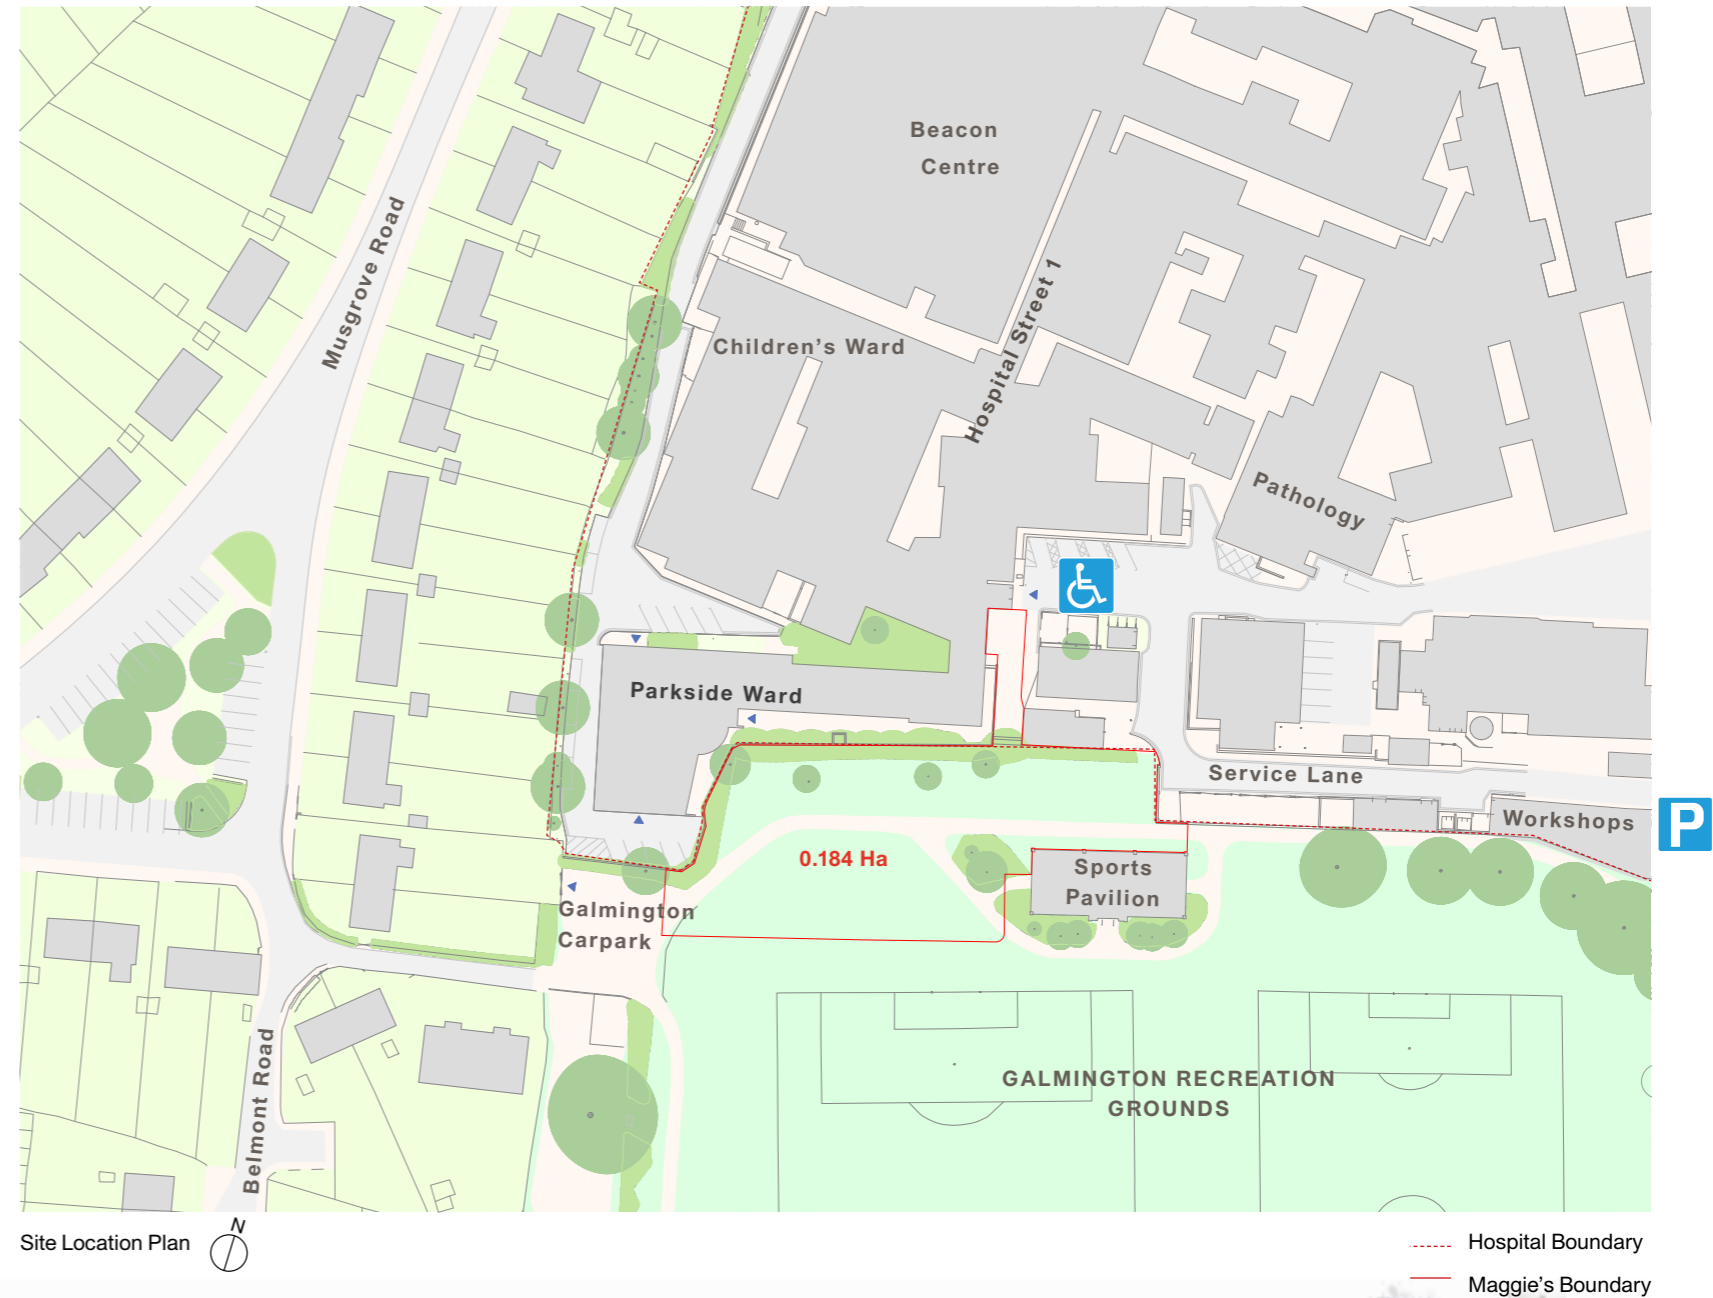 Beacon
Centre
Musgrove Road
Hospital Street 1
Children's Ward
Pathology
Parkside Ward
Service Lane
Workshops
P
0.184 Ha
Sports
Pavilion
Galmington
Carpark
GALMINGTON RECREATION
GROUNDS
Belmont Road
N
Site Location Plan
Hospital Boundary
Maggie's Boundary